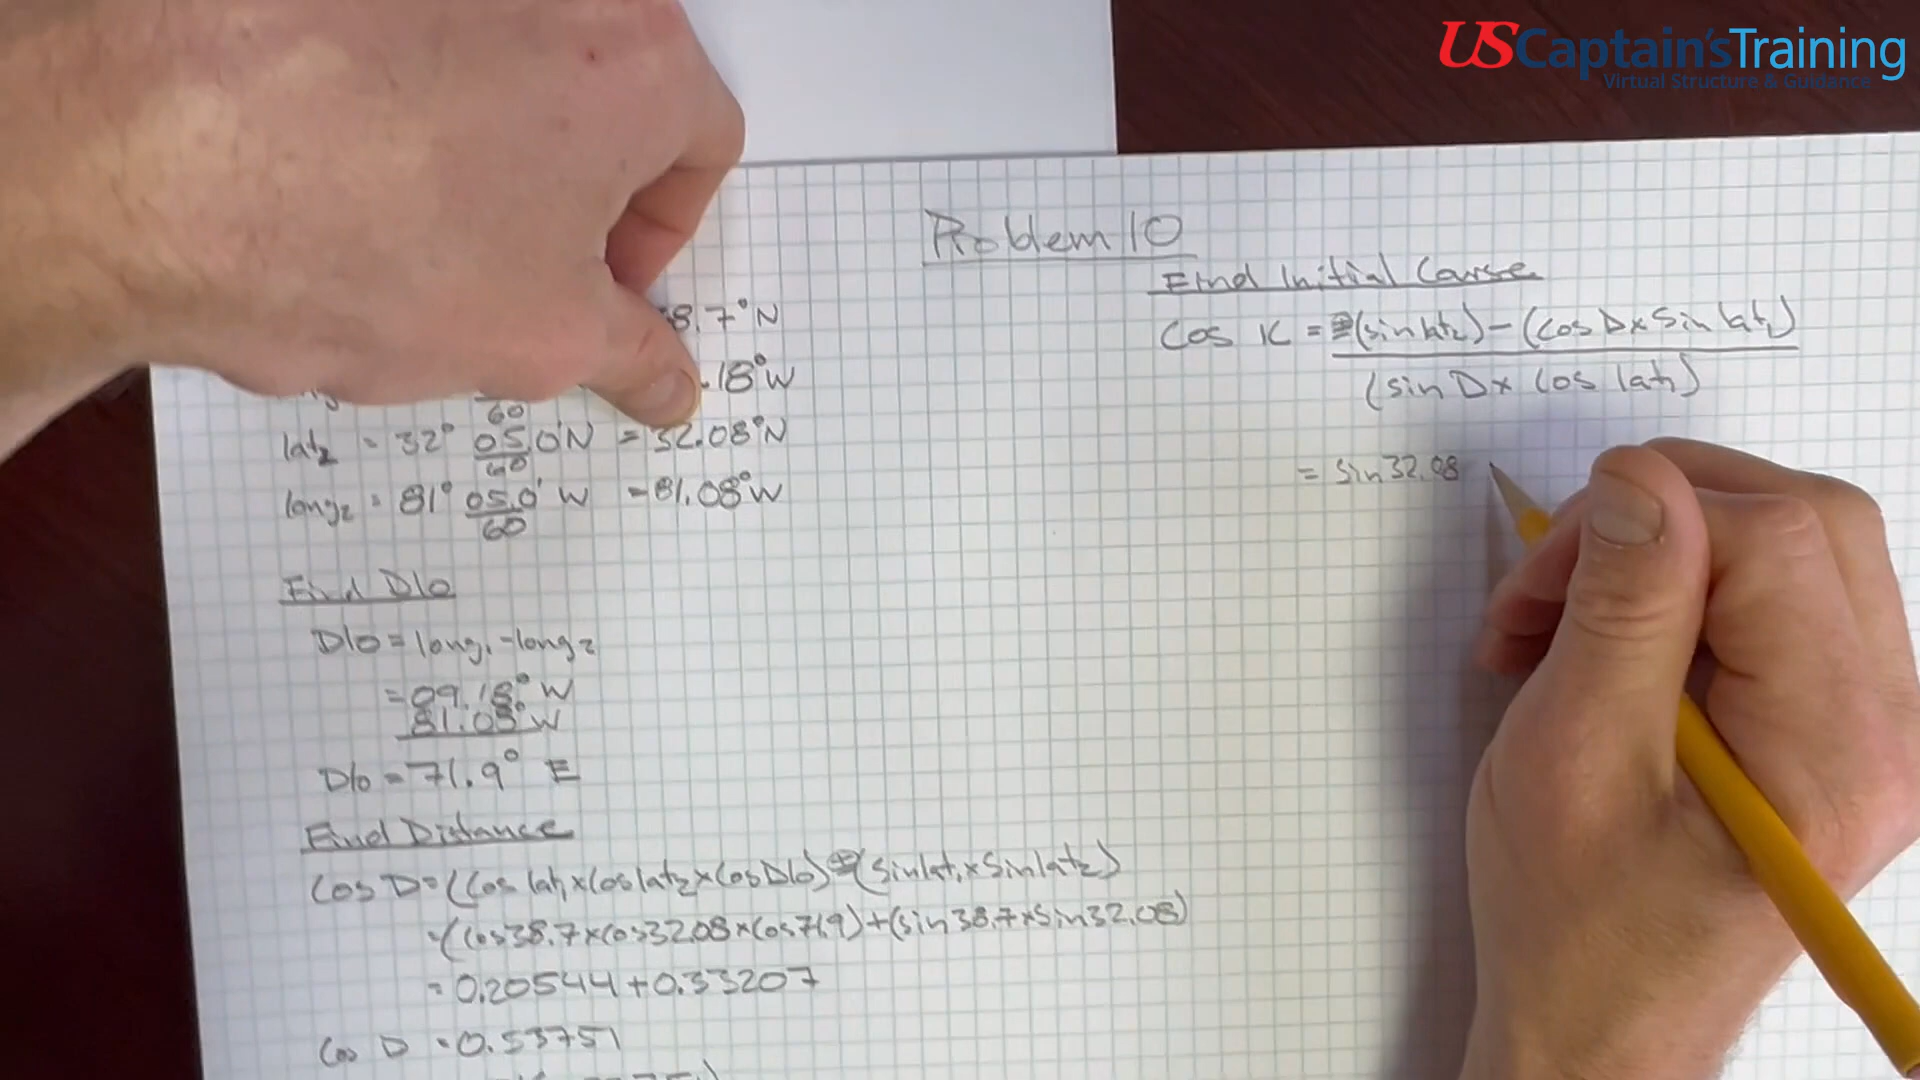 USCaptain'sTraining
Virtual Structure & Guidance
Problem 10
8.7°N
.18°W
60
lat2 = 32° 05.0'N = 32.08°N
60
long2 = 81° 05.0' W = 81.08°W
60
Find Dlo
Dlo = long1 - long2
= 09.18° W
81.08° W
Dlo = 71.9° E
Find Distance
Cos D = (Cos lat1 x Cos lat2 x Cos Dlo) + (Sin lat1 x Sin lat2)
= (Cos 38.7 x Cos 32.08 x Cos 71.9) + (Sin 38.7 x Sin 32.08)
= 0.20544 + 0.33207
Cos D = 0.53751
Find Initial Course
Cos K = (sin lat2) - (Cos D x Sin lat1)
(sin D x Cos lat1)
= Sin 32.08